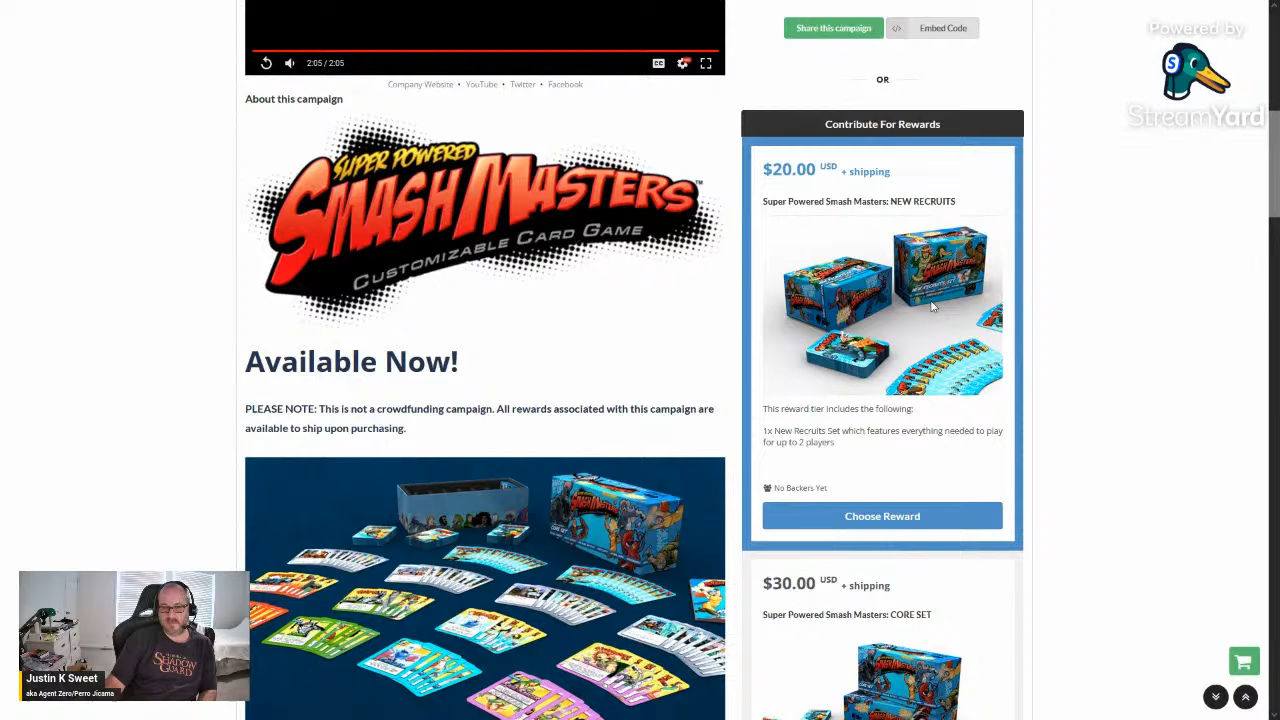 Share this campaign
</>
Embed Code
Powered by
S
StreamYard
2:05 / 2:05
CC
Company Website • YouTube • Twitter • Facebook
OR
About this campaign
Contribute For Rewards
SUPER POWERED
SMASH MASTERS™
CUSTOMIZABLE CARD GAME
$20.00 USD + shipping
Super Powered Smash Masters: NEW RECRUITS
Available Now!
PLEASE NOTE: This is not a crowdfunding campaign. All rewards associated with this campaign are
available to ship upon purchasing.
This reward tier includes the following:
1x New Recruits Set which features everything needed to play
for up to 2 players
No Backers Yet
Choose Reward
$30.00 USD + shipping
Super Powered Smash Masters: CORE SET
SHADOW
GUARD
Justin K Sweet
aka Agent Zero/Perro Jicama